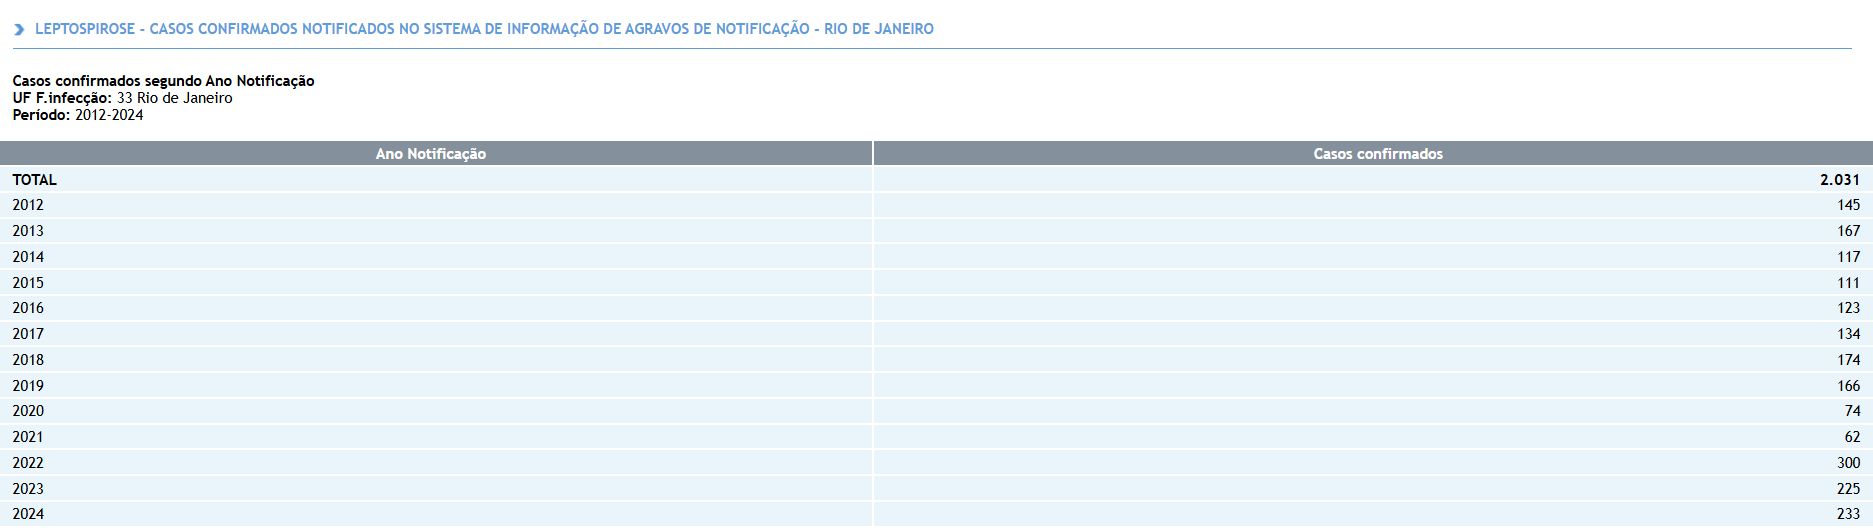 LEPTOSPIROSE - CASOS CONFIRMADOS NOTIFICADOS NO SISTEMA DE INFORMAÇÃO DE AGRAVOS DE NOTIFICAÇÃO - RIO DE JANEIRO
Casos confirmados segundo Ano Notificação
UF F.infecção: 33 Rio de Janeiro
Período: 2012-2024
Ano Notificação Casos confirmados
TOTAL 2.031
2012 145
2013 167
2014 117
2015 111
2016 123
2017 134
2018 174
2019 166
2020 74
2021 62
2022 300
2023 225
2024 233